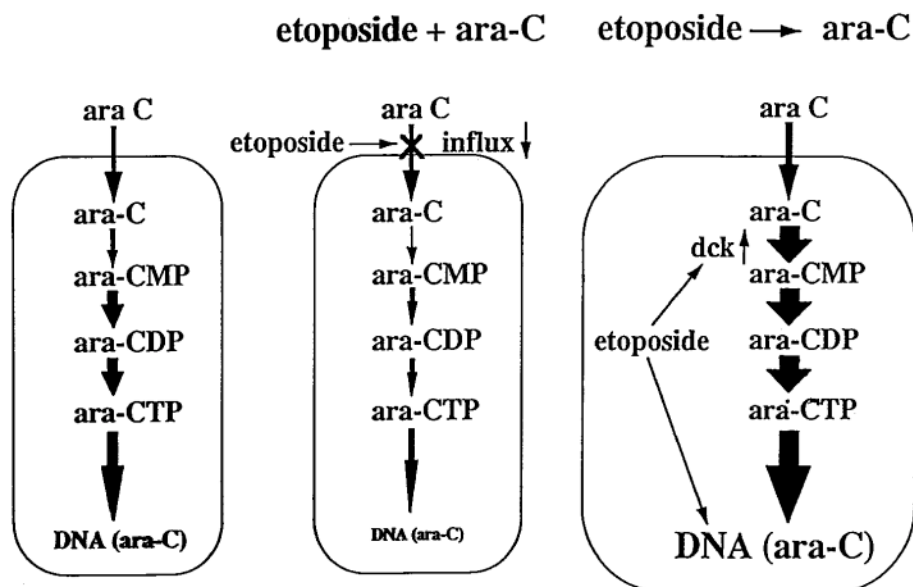 etoposide + ara-C
etoposide → ara-C
ara C
ara-C
ara-CMP
ara-CDP
ara-CTP
DNA (ara-C)
ara C
etoposide
influx
ara-C
ara-CMP
ara-CDP
ara-CTP
DNA (ara-C)
ara C
ara-C
dck
ara-CMP
etoposide
ara-CDP
ara-CTP
DNA (ara-C)